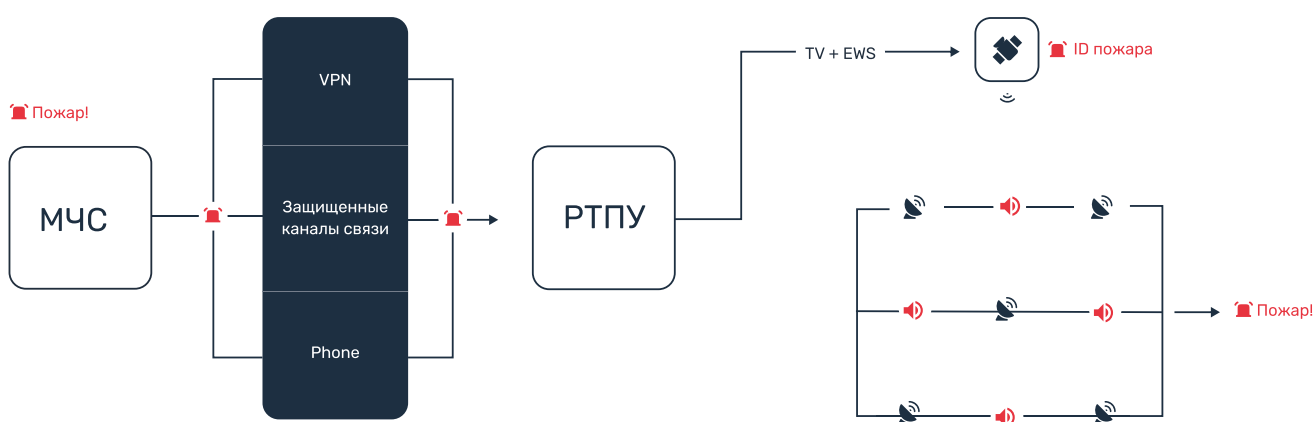 Пожар!
МЧС
VPN
Защищенные
каналы связи
Phone
РТПУ
TV + EWS
ID пожара
Пожар!